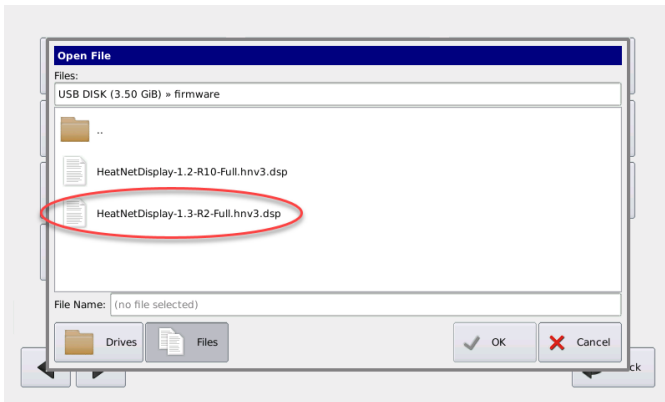 Open File
Files:
USB DISK (3.50 GiB) » firmware
..
HeatNetDisplay-1.2-R10-Full.hnv3.dsp
HeatNetDisplay-1.3-R2-Full.hnv3.dsp
File Name: (no file selected)
Drives Files OK Cancel
ck